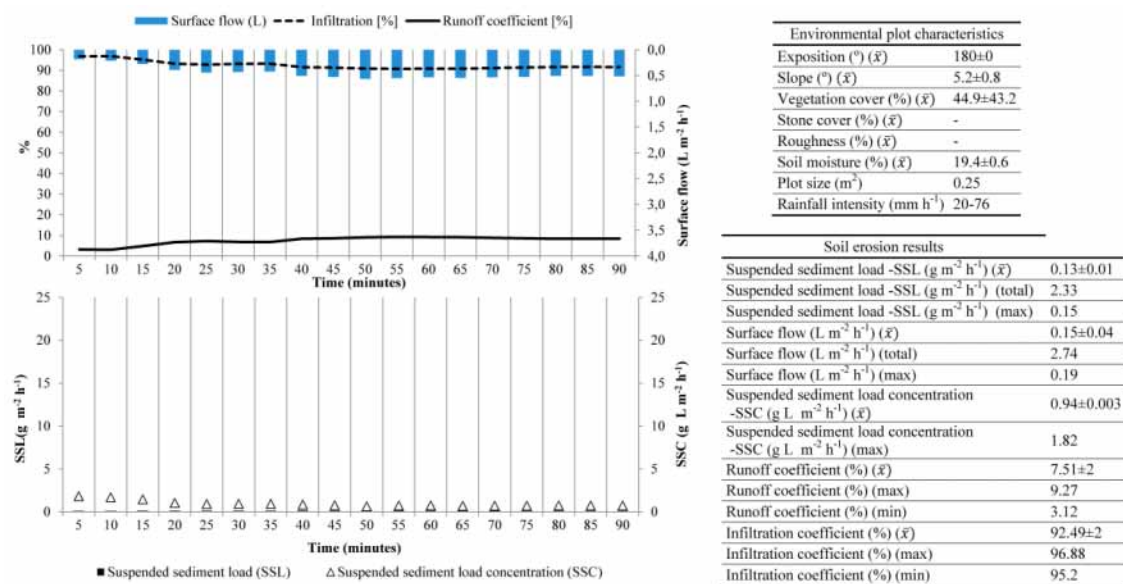 Surface flow (L) Infiltration [%] Runoff coefficient [%]
100
90
80
70
60
50
40
30
20
10
0
%
0,0
0,5
1,0
1,5
2,0
2,5
3,0
3,5
4,0
Surface flow (L m⁻² h⁻¹)
5 10 15 20 25 30 35 40 45 50 55 60 65 70 75 80 85 90
Time (minutes)
25
20
15
10
5
0
SSL(g m⁻² h⁻¹)
25
20
15
10
5
0
SSC (g L m⁻² h⁻¹)
5 10 15 20 25 30 35 40 45 50 55 60 65 70 75 80 85 90
Time (minutes)
Suspended sediment load (SSL) Suspended sediment load concentration (SSC)
Environmental plot characteristics
Exposition (º) (x̄) 180±0
Slope (º) (x̄) 5.2±0.8
Vegetation cover (%) (x̄) 44.9±43.2
Stone cover (%) (x̄) -
Roughness (%) (x̄) -
Soil moisture (%) (x̄) 19.4±0.6
Plot size (m²) 0.25
Rainfall intensity (mm h⁻¹) 20-76
Soil erosion results
Suspended sediment load -SSL (g m⁻² h⁻¹) (x̄) 0.13±0.01
Suspended sediment load -SSL (g m⁻² h⁻¹) (total) 2.33
Suspended sediment load -SSL (g m⁻² h⁻¹) (max) 0.15
Surface flow (L m⁻² h⁻¹) (x̄) 0.15±0.04
Surface flow (L m⁻² h⁻¹) (total) 2.74
Surface flow (L m⁻² h⁻¹) (max) 0.19
Suspended sediment load concentration
-SSC (g L m⁻² h⁻¹) (x̄) 0.94±0.003
Suspended sediment load concentration
-SSC (g L m⁻² h⁻¹) (max) 1.82
Runoff coefficient (%) (x̄) 7.51±2
Runoff coefficient (%) (max) 9.27
Runoff coefficient (%) (min) 3.12
Infiltration coefficient (%) (x̄) 92.49±2
Infiltration coefficient (%) (max) 96.88
Infiltration coefficient (%) (min) 95.2